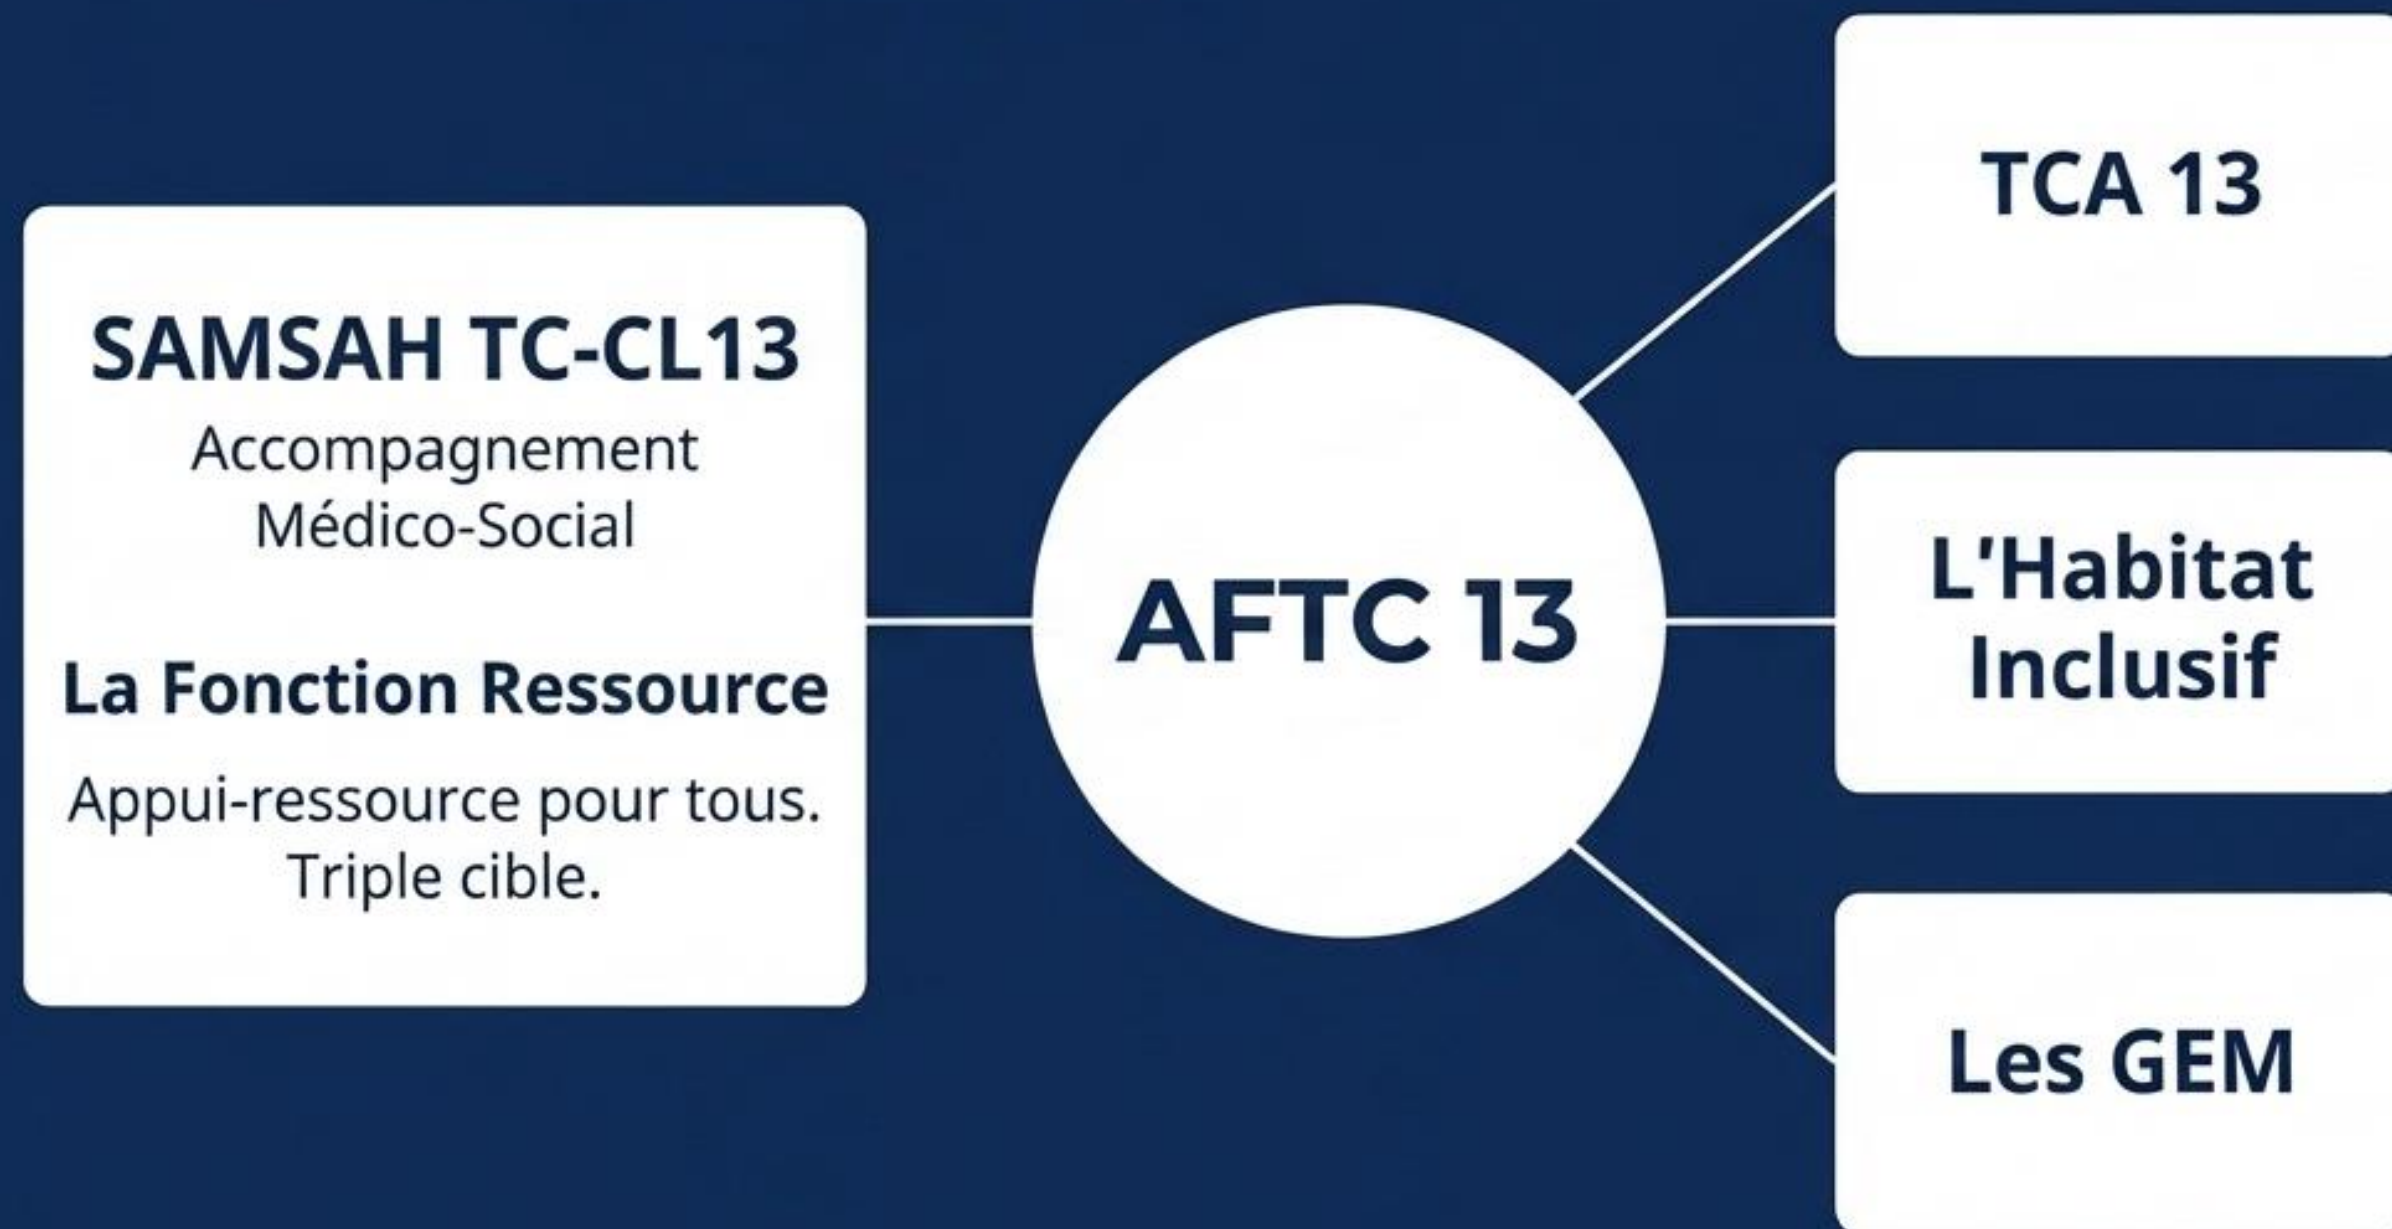 SAMSAH TC-CL13
Accompagnement
Médico-Social
La Fonction Ressource
Appui-ressource pour tous.
Triple cible.
AFTC 13
TCA 13
L'Habitat
Inclusif
Les GEM